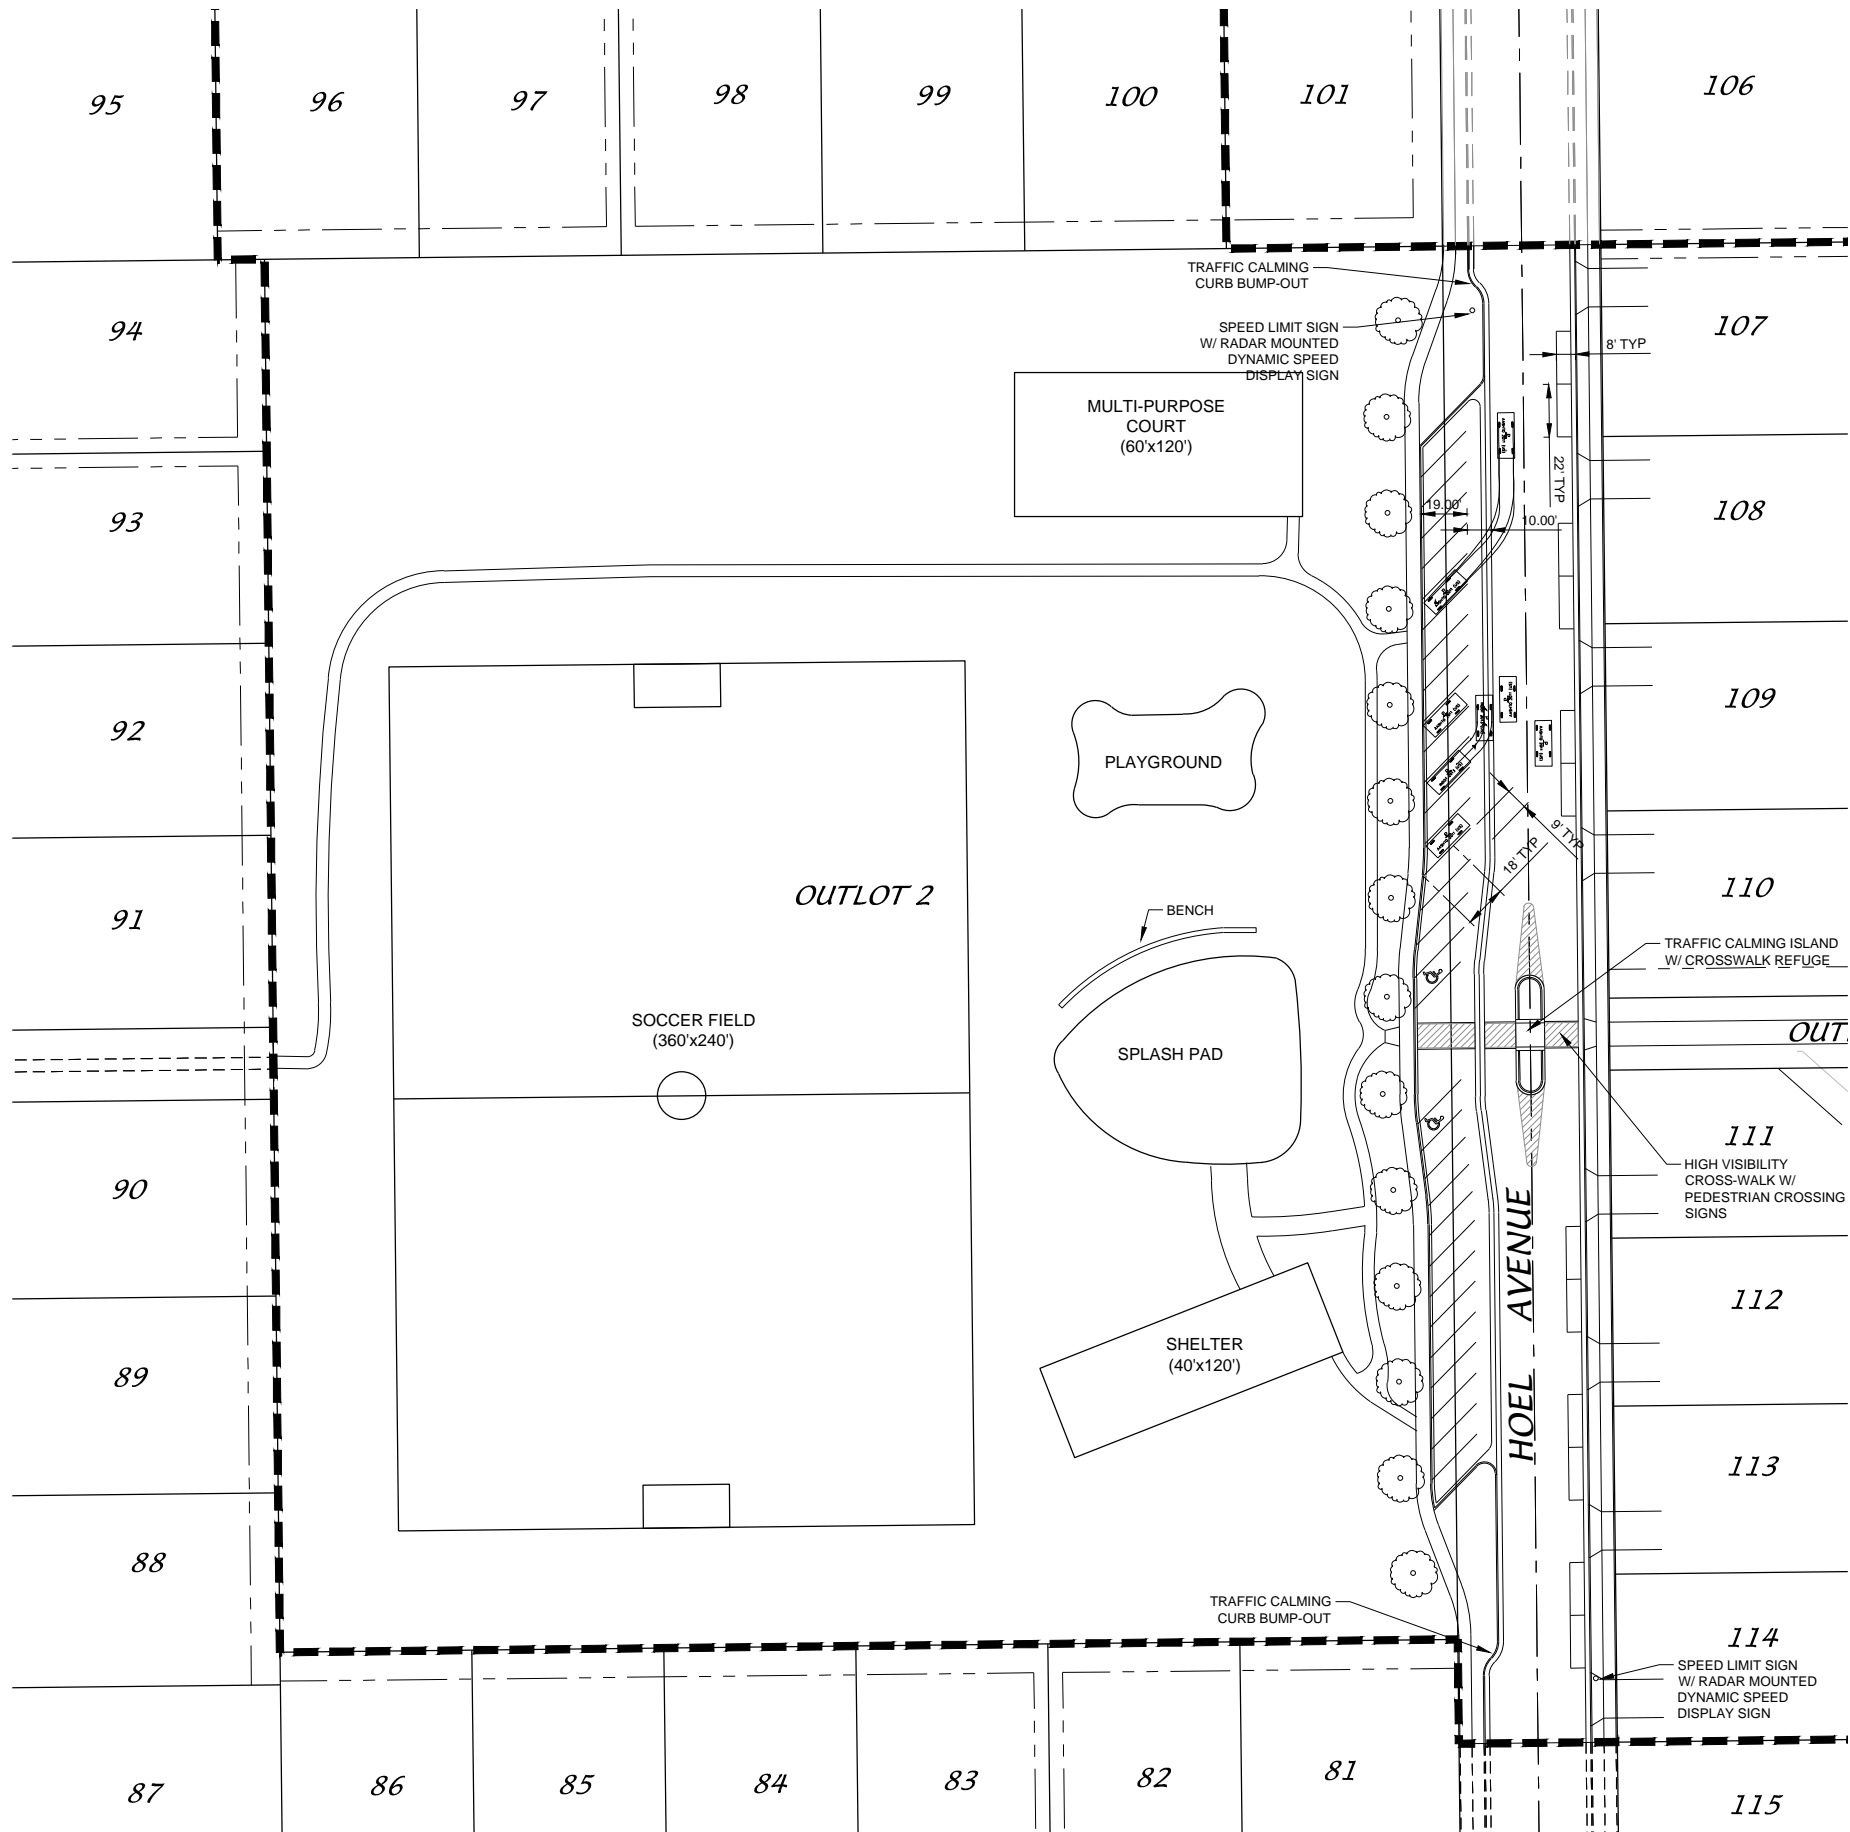 95
96
97
98
99
100
101
106
TRAFFIC CALMING
CURB BUMP-OUT
94
SPEED LIMIT SIGN
W/ RADAR MOUNTED
DYNAMIC SPEED
DISPLAY SIGN
107
8' TYP
MULTI-PURPOSE
COURT
(60'x120')
22' TYP
93
19.00'
10.00'
108
92
PLAYGROUND
109
9' TYP
18' TYP
91
OUTLOT 2
BENCH
110
TRAFFIC CALMING ISLAND
W/ CROSSWALK REFUGE
SOCCER FIELD
(360'x240')
SPLASH PAD
OUT
111
90
HIGH VISIBILITY
CROSS-WALK W/
PEDESTRIAN CROSSING
SIGNS
HOEL AVENUE
112
89
SHELTER
(40'x120')
113
88
TRAFFIC CALMING
CURB BUMP-OUT
114
SPEED LIMIT SIGN
W/ RADAR MOUNTED
DYNAMIC SPEED
DISPLAY SIGN
87
86
85
84
83
82
81
115